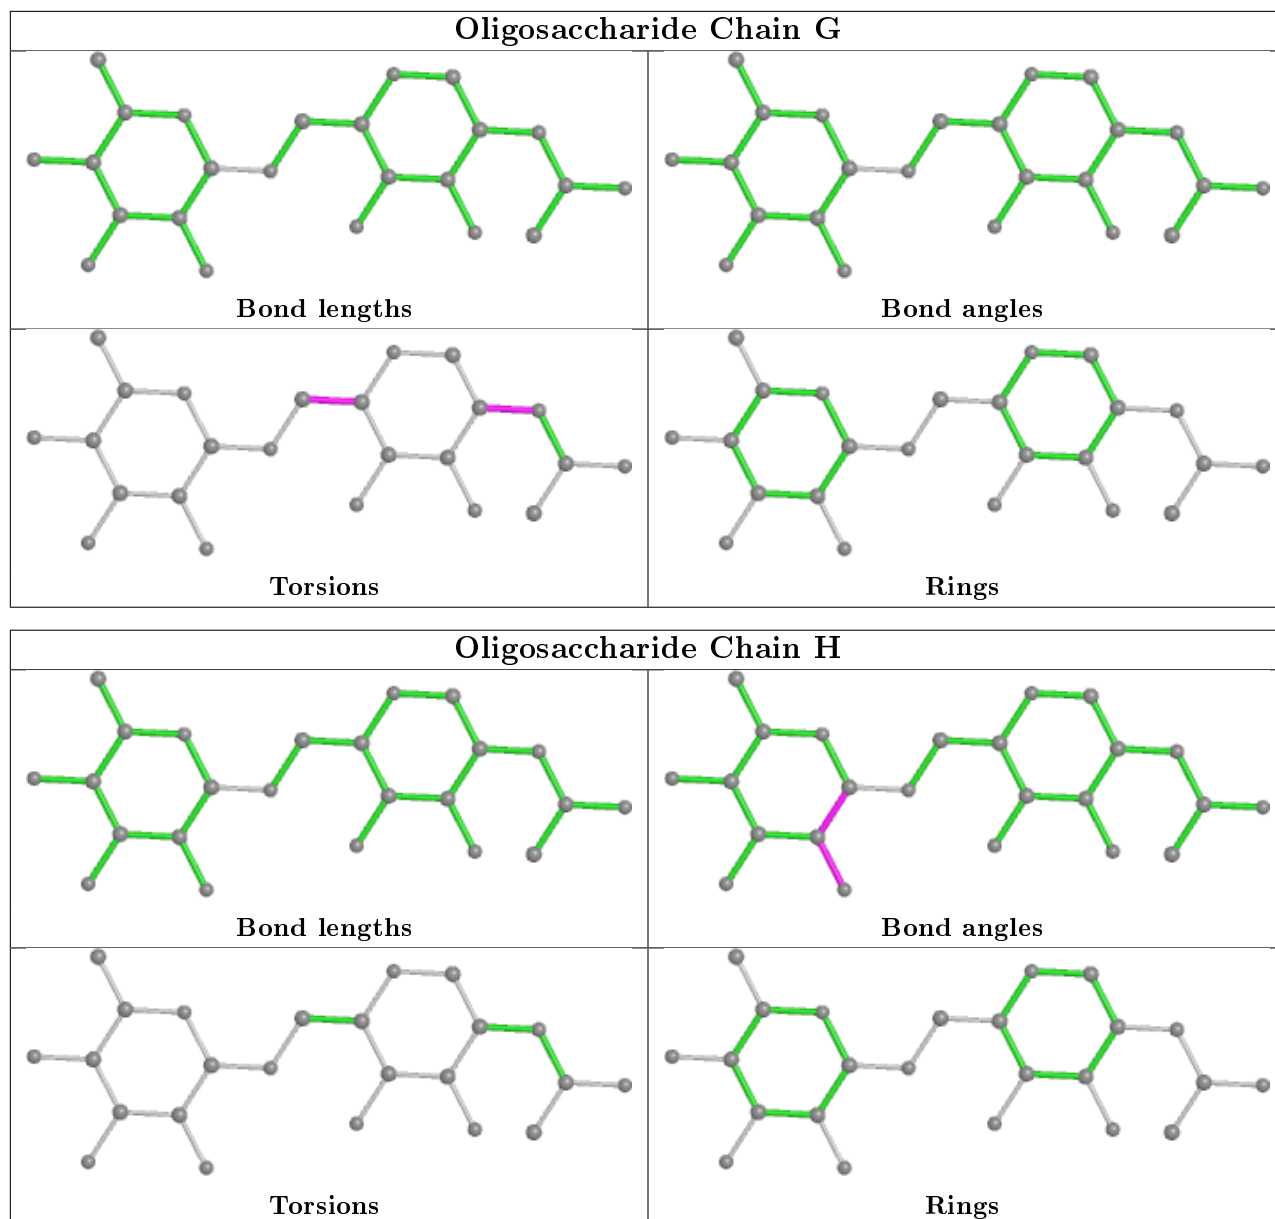 Oligosaccharide Chain G
Bond lengths
Bond angles
Torsions
Rings
Oligosaccharide Chain H
Bond lengths
Bond angles
Torsions
Rings